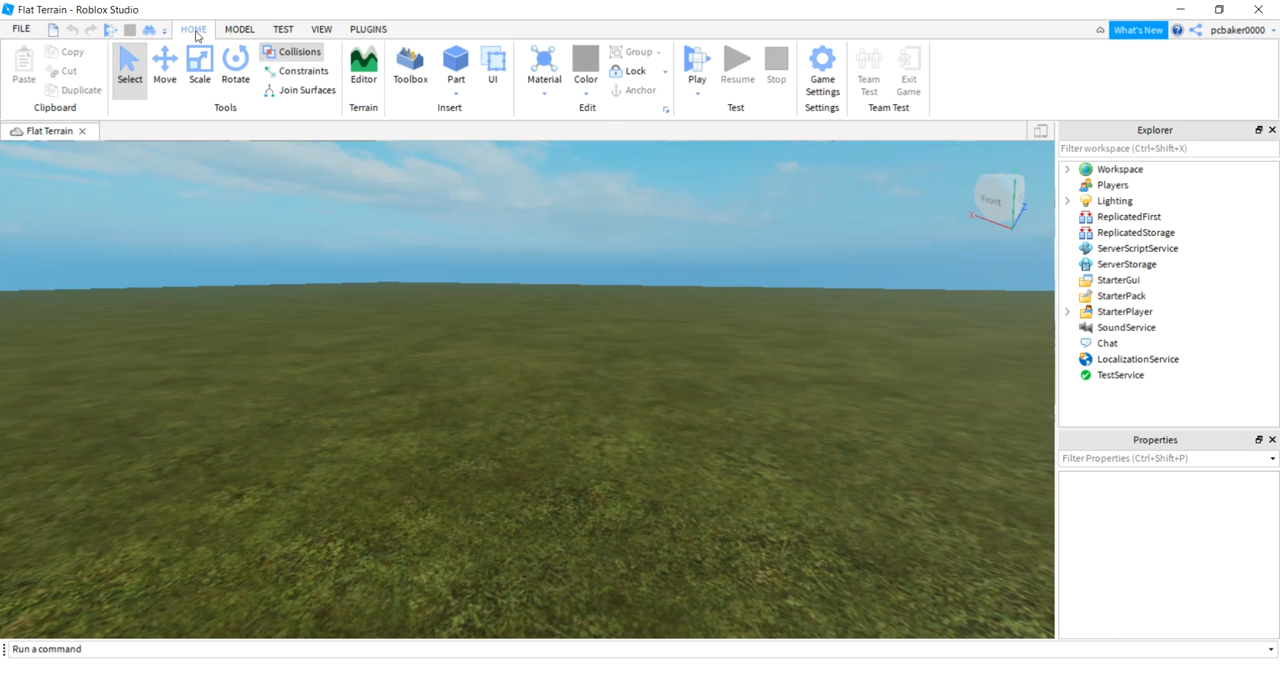 Flat Terrain - Roblox Studio
FILE HOME MODEL TEST VIEW PLUGINS What's New pcbaker0000
Paste Copy Cut Duplicate
Select Move Scale Rotate Collisions Constraints Join Surfaces
Editor Toolbox Part UI
Material Color Group Lock Anchor
Play Resume Stop
Game Settings
Team Test Exit Game
Clipboard Tools Terrain Insert Edit Test Settings Team Test
Flat Terrain
Front
X
Z
Explorer
Filter workspace (Ctrl+Shift+X)
Workspace
Players
Lighting
ReplicatedFirst
ReplicatedStorage
ServerScriptService
ServerStorage
StarterGui
StarterPack
StarterPlayer
SoundService
Chat
LocalizationService
TestService
Properties
Filter Properties (Ctrl+Shift+P)
Run a command